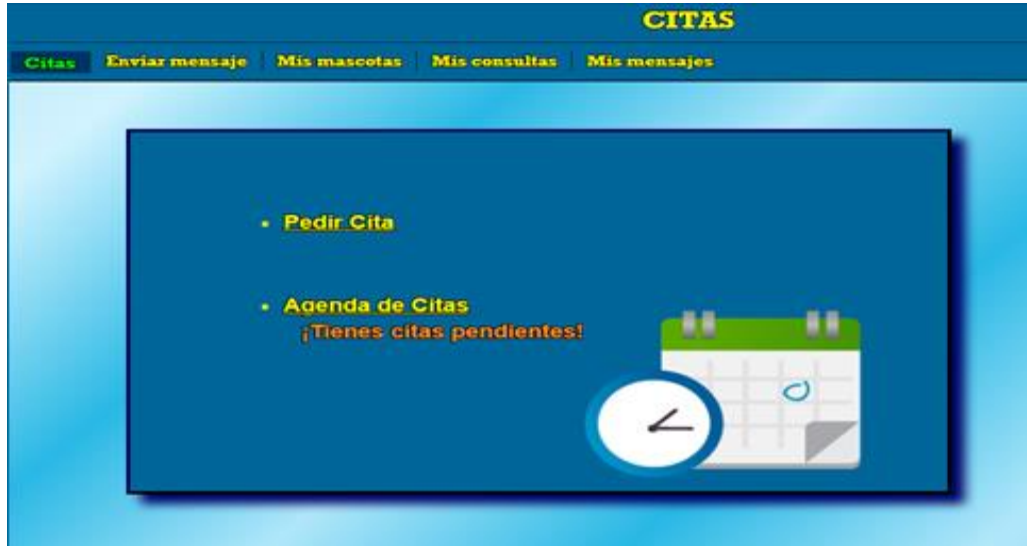 CITAS
Citas Enviar mensaje Mis mascotas Mis consultas Mis mensajes
Pedir Cita
Agenda de Citas
¡Tienes citas pendientes!